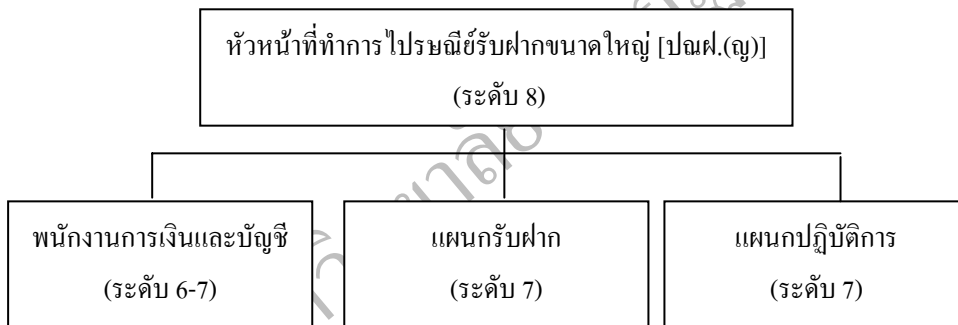 หัวหน้าที่ทำการไปรษณีย์รับฝากขนาดใหญ่ [ปณฝ.(ญ)]
(ระดับ 8)
พนักงานการเงินและบัญชี
(ระดับ 6-7)
แผนกรับฝาก
(ระดับ 7)
แผนกปฏิบัติการ
(ระดับ 7)